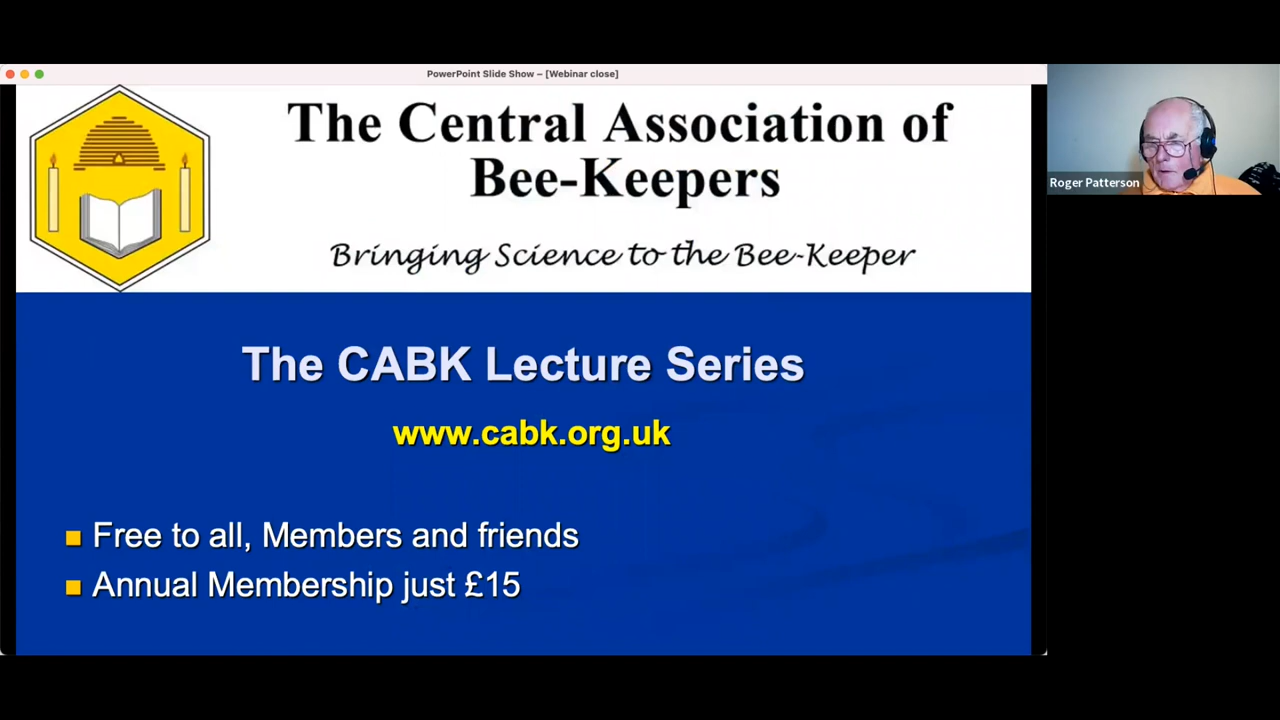 PowerPoint Slide Show – [Webinar close]
The Central Association of
Bee-Keepers
Bringing Science to the Bee-Keeper
Roger Patterson
The CABK Lecture Series
www.cabk.org.uk
Free to all, Members and friends
Annual Membership just £15